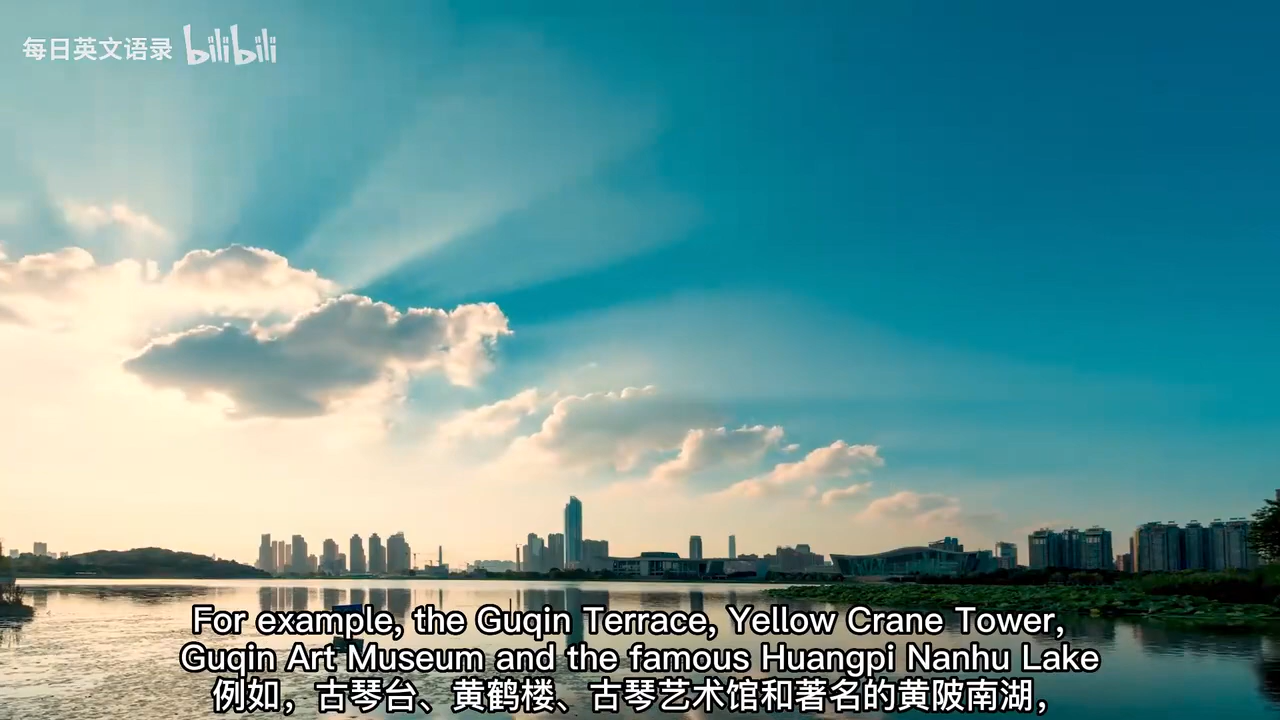 每日英文语录 bilibili
For example, the Guqin Terrace, Yellow Crane Tower,
Guqin Art Museum and the famous Huangpi Nanhu Lake
例如，古琴台、黄鹤楼、古琴艺术馆和著名的黄陂南湖，